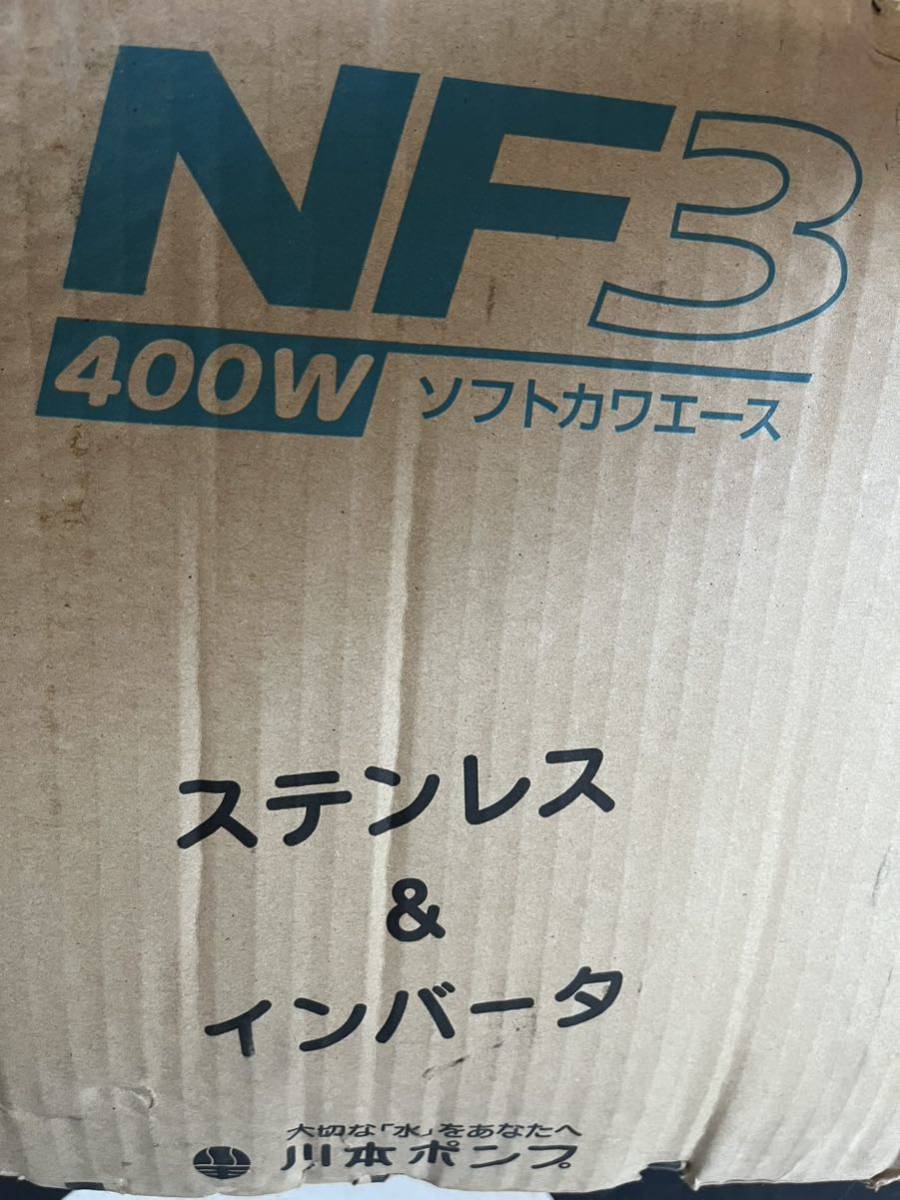 NF3
400W ソフトカワエース
ステンレス
&
インバータ
大切な「水」をあなたへ
川本ポンプ